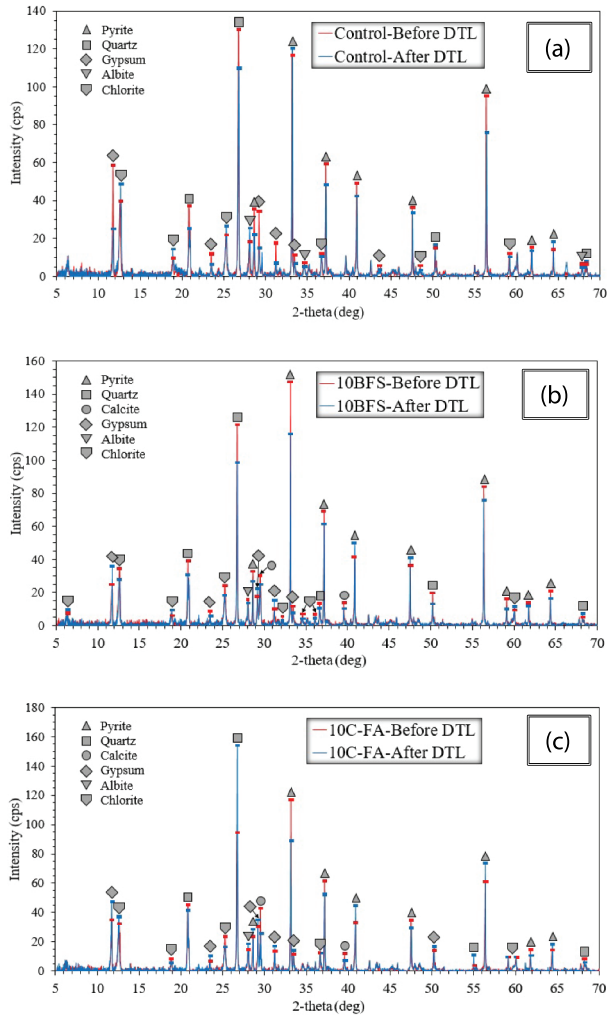 140
120
100
80
60
40
20
0
Intensity (cps)
Pyrite
Quartz
Gypsum
Albite
Chlorite
Control-Before DTL
Control-After DTL
(a)
5 10 15 20 25 30 35 40 45 50 55 60 65 70
2-theta (deg)
160
140
120
100
80
60
40
20
0
Intensity (cps)
Pyrite
Quartz
Calcite
Gypsum
Albite
Chlorite
10BFS-Before DTL
10BFS-After DTL
(b)
5 10 15 20 25 30 35 40 45 50 55 60 65 70
2-theta (deg)
180
160
140
120
100
80
60
40
20
0
Intensity (cps)
Pyrite
Quartz
Calcite
Gypsum
Albite
Chlorite
10C-FA-Before DTL
10C-FA-After DTL
(c)
5 10 15 20 25 30 35 40 45 50 55 60 65 70
2-theta (deg)